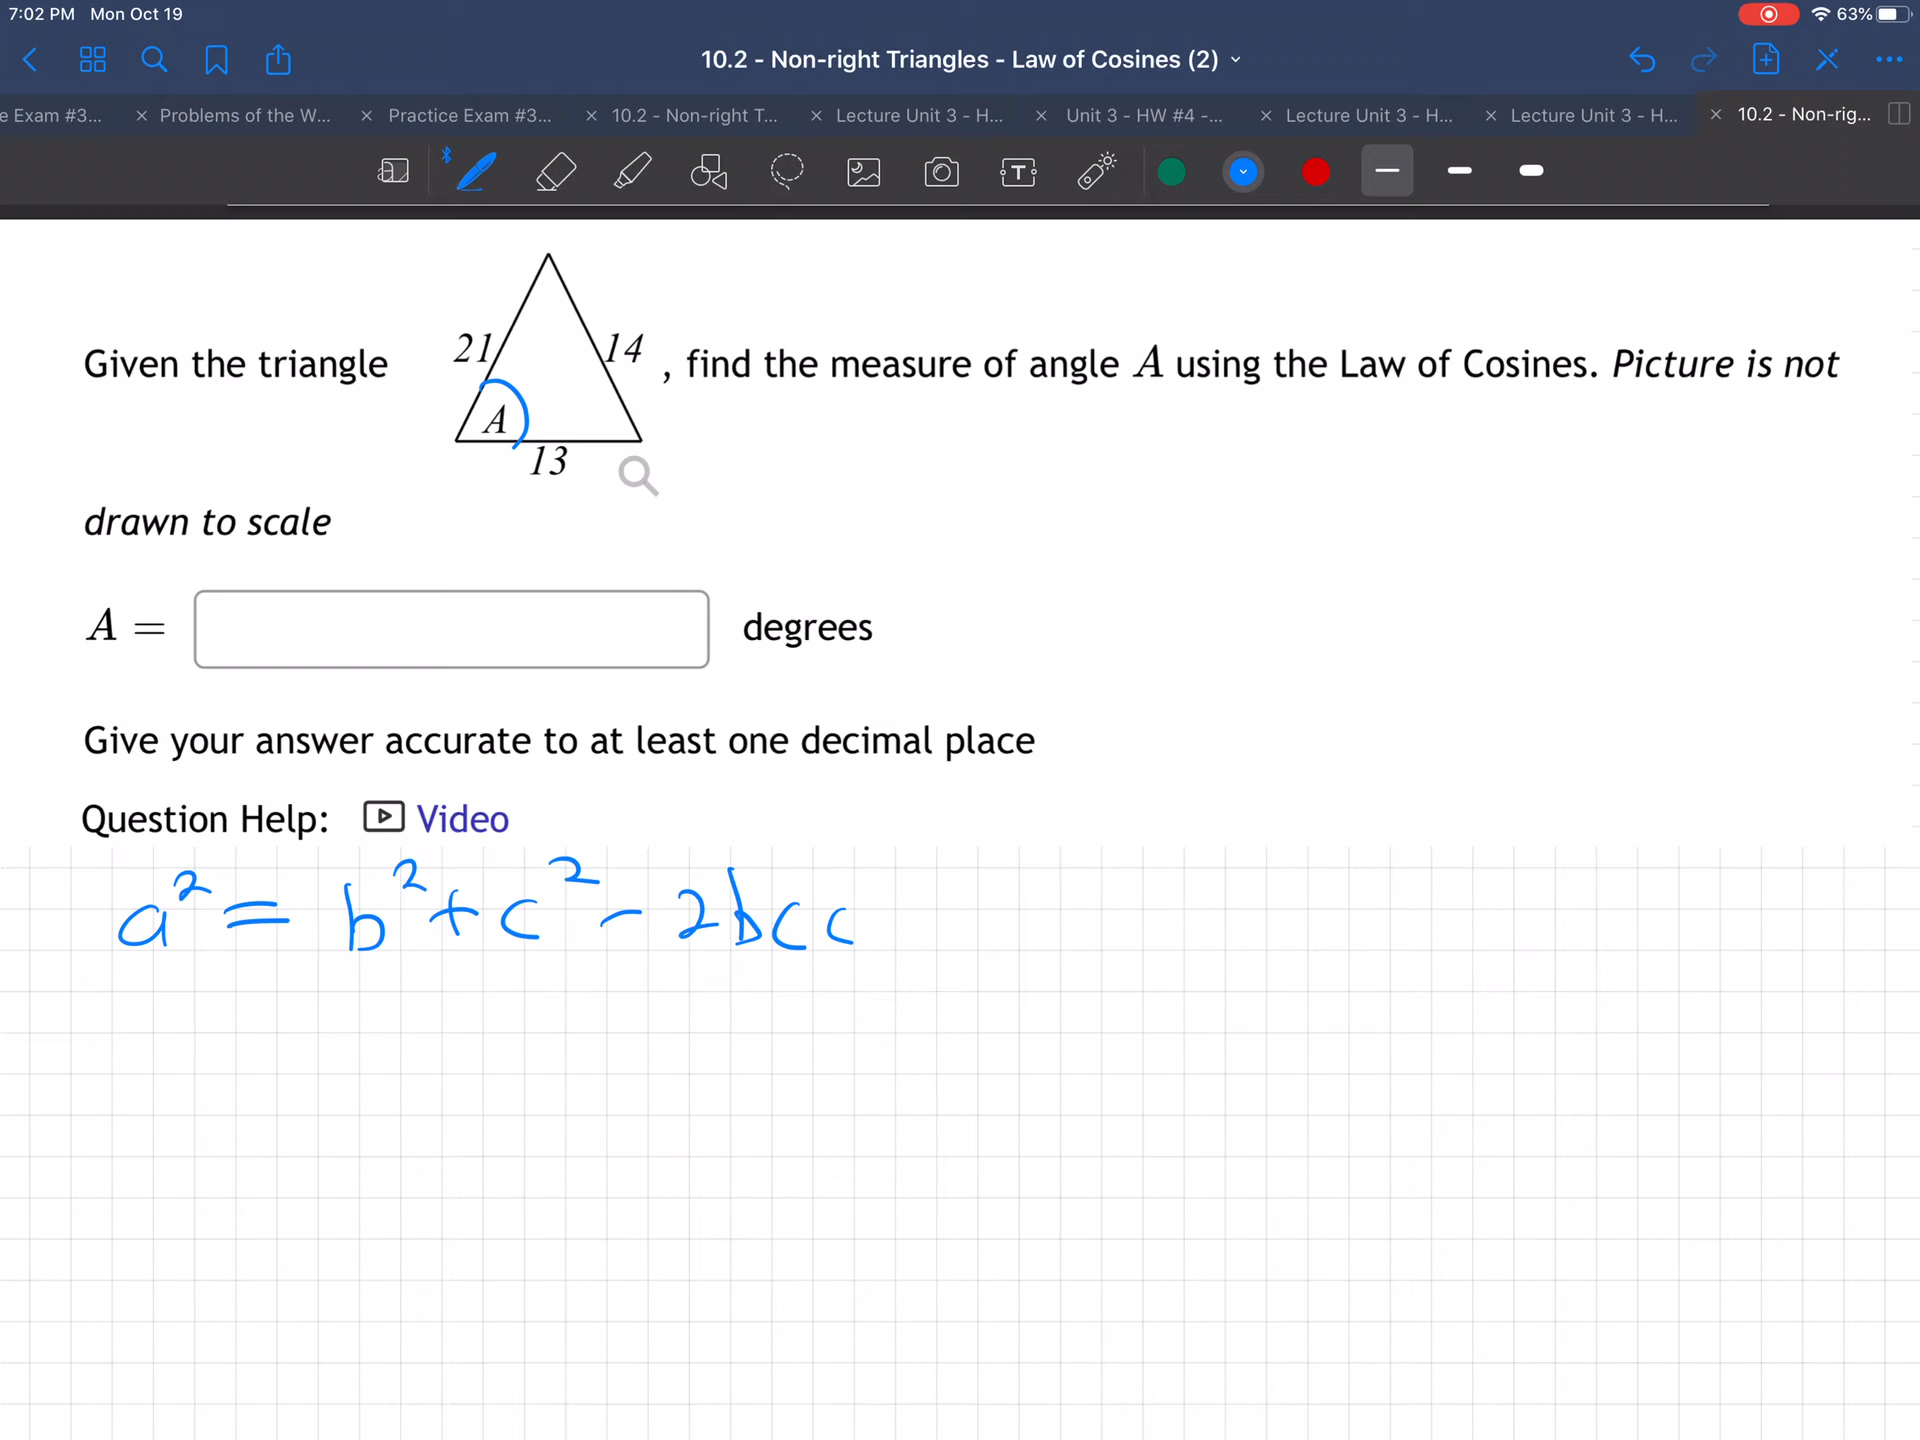 7:02 PM Mon Oct 19
63%
10.2 - Non-right Triangles - Law of Cosines (2)
e Exam #3... × Problems of the W... × Practice Exam #3... × 10.2 - Non-right T... × Lecture Unit 3 - H... × Unit 3 - HW #4 -... × Lecture Unit 3 - H... × Lecture Unit 3 - H... × 10.2 - Non-rig...
T
21 14
A
13
Given the triangle , find the measure of angle A using the Law of Cosines. Picture is not
drawn to scale
A = degrees
Give your answer accurate to at least one decimal place
Question Help: Video
a² = b² + c² - 2bc c